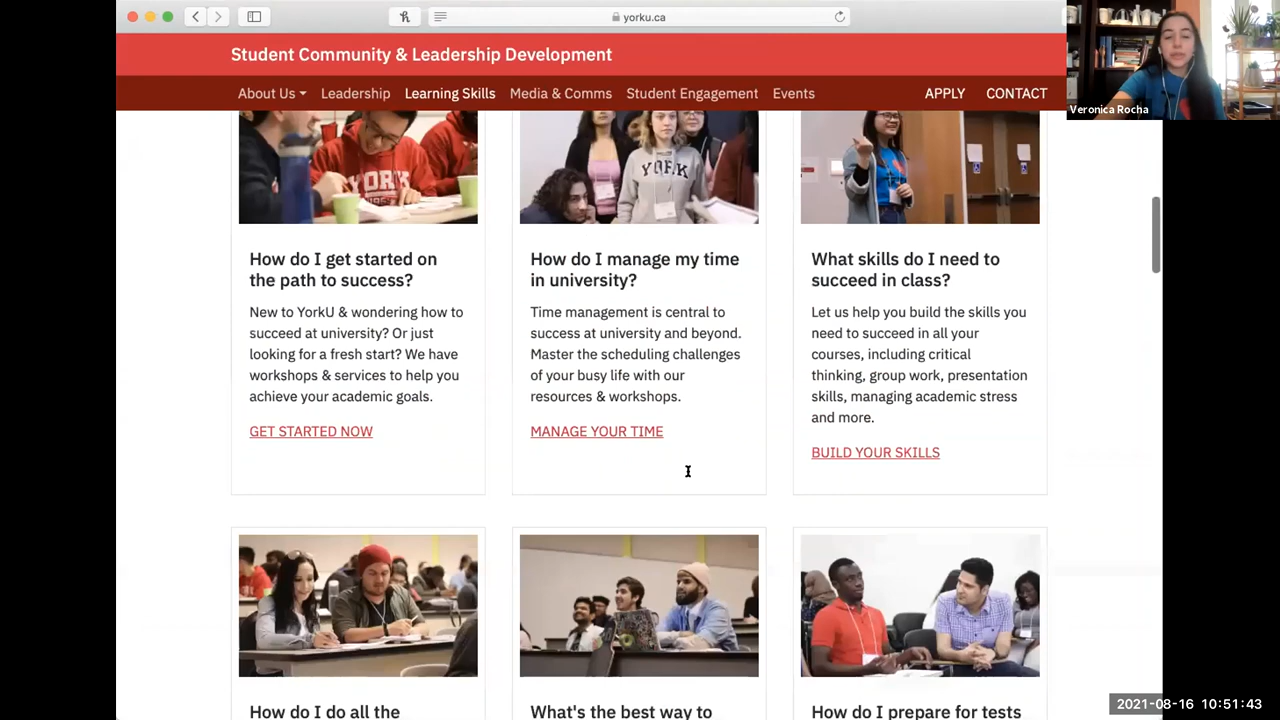 yorku.ca
Student Community & Leadership Development
About Us
Leadership
Learning Skills
Media & Comms
Student Engagement
Events
APPLY
CONTACT
Veronica Rocha
YORK
YORK
How do I get started on
the path to success?
New to YorkU & wondering how to
succeed at university? Or just
looking for a fresh start? We have
workshops & services to help you
achieve your academic goals.
GET STARTED NOW
How do I manage my time
in university?
Time management is central to
success at university and beyond.
Master the scheduling challenges
of your busy life with our
resources & workshops.
MANAGE YOUR TIME
What skills do I need to
succeed in class?
Let us help you build the skills you
need to succeed in all your
courses, including critical
thinking, group work, presentation
skills, managing academic stress
and more.
BUILD YOUR SKILLS
How do I do all the
What's the best way to
How do I prepare for tests
2021-08-16 10:51:43